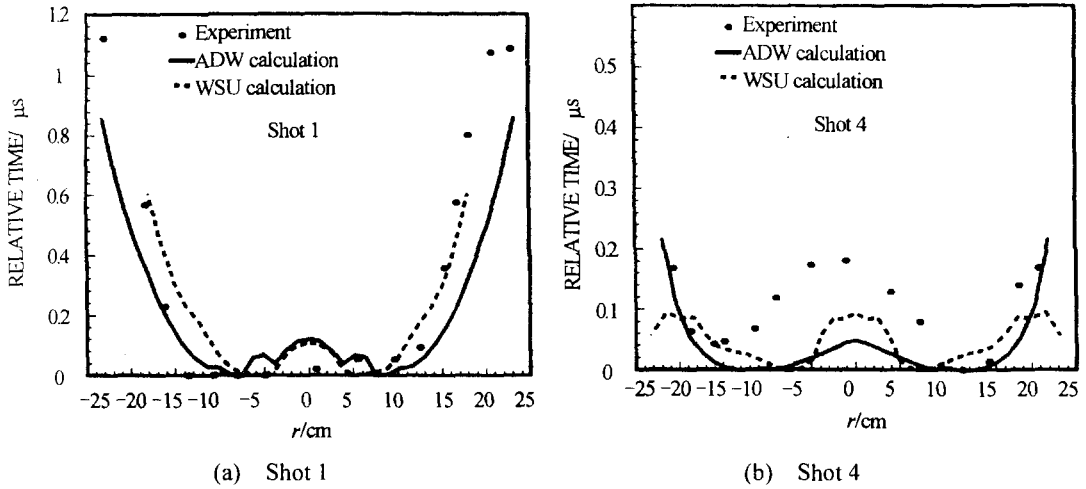 1.2
1
0.8
0.6
0.4
0.2
0
RELATIVE TIME/ μs
Experiment
ADW calculation
WSU calculation
Shot 1
-25 -20 -15 -10 -5 0 5 10 15 20 25
r/cm
(a) Shot 1
0.5
0.4
0.3
0.2
0.1
0
RELATIVE TIME/ μs
Experiment
ADW calculation
WSU calculation
Shot 4
-25 -20 -15 -10 -5 0 5 10 15 20 25
r/cm
(b) Shot 4